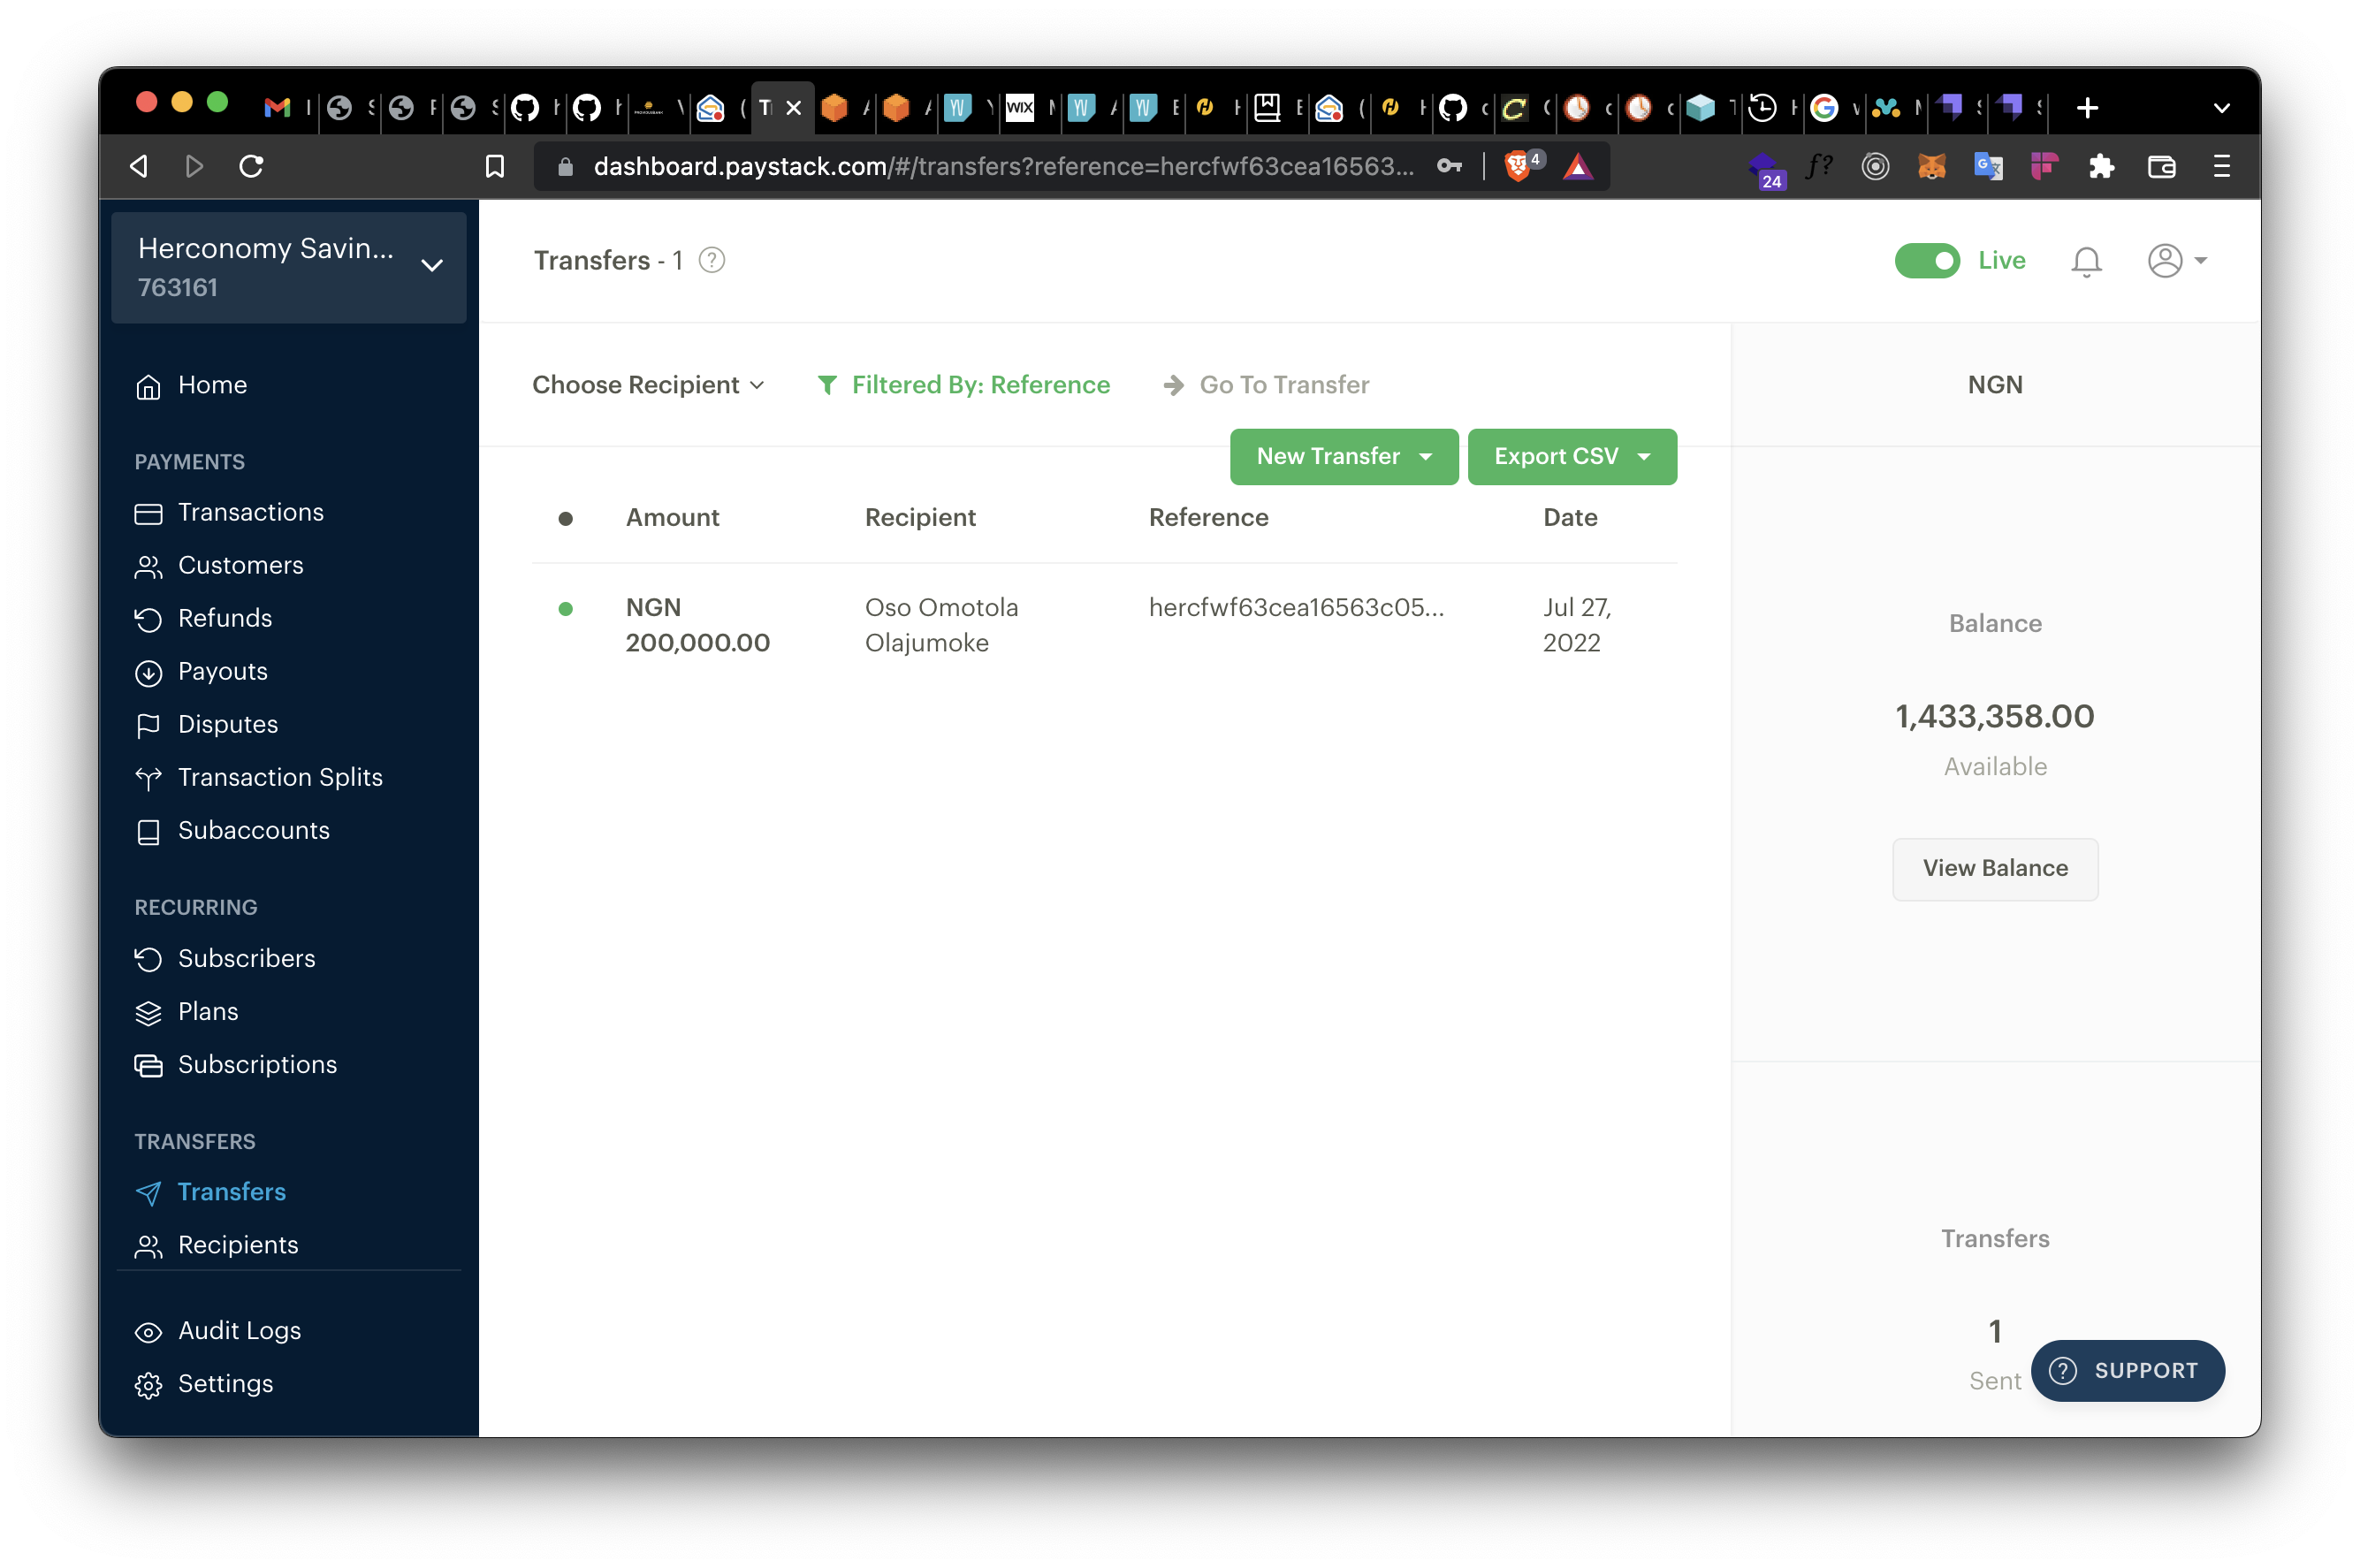 WIX
dashboard.paystack.com/#/transfers?reference=hercfwf63cea16563...
4
24
f?
Herconomy Savin...
763161
Transfers - 1
?
Live
Home
Choose Recipient
Filtered By: Reference
Go To Transfer
NGN
PAYMENTS
New Transfer
Export CSV
Transactions
Customers
Refunds
Payouts
Disputes
Transaction Splits
Subaccounts
Amount
Recipient
Reference
Date
NGN
200,000.00
Oso Omotola
Olajumoke
hercfwf63cea16563c05...
Jul 27,
2022
Balance
1,433,358.00
Available
View Balance
RECURRING
Subscribers
Plans
Subscriptions
TRANSFERS
Transfers
Recipients
Audit Logs
Settings
Transfers
1
Sent
? SUPPORT